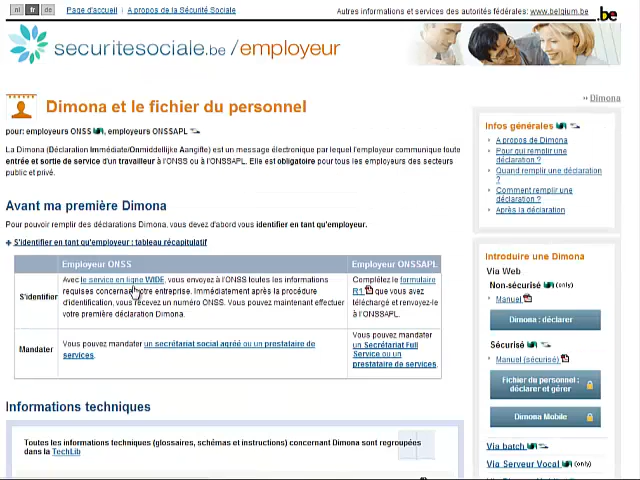 nl fr de Page d'accueil A propos de la Sécurité Sociale Autres informations et services des autorités fédérales: www.belgium.be .be
securitesociale.be /employeur
Dimona
Dimona et le fichier du personnel
pour: employeurs ONSS, employeurs ONSSAPL
La Dimona (Déclaration Immédiate/Onmiddellijke Aangifte) est un message électronique par lequel l'employeur communique toute
entrée et sortie de service d'un travailleur à l'ONSS ou à l'ONSSAPL. Elle est obligatoire pour tous les employeurs des secteurs
public et privé.
Avant ma première Dimona
Pour pouvoir remplir des déclarations Dimona, vous devez d'abord vous identifier en tant qu'employeur.
S'identifier en tant qu'employeur : tableau récapitulatif
Employeur ONSS Employeur ONSSAPL
S'identifier
Avec le service en ligne WIDE, vous envoyez à l'ONSS toutes les informations
requises concernant votre entreprise. Immédiatement après la procédure
d'identification, vous recevez un numéro ONSS. Vous pouvez maintenant effectuer
votre première déclaration Dimona.
Complétez le formulaire
R1 que vous avez
téléchargé et renvoyez-le
à l'ONSSAPL.
Mandater
Vous pouvez mandater un secrétariat social agréé ou un prestataire de
services.
Vous pouvez mandater
un Secrétariat Full
Service ou un
prestataire de services.
Informations techniques
Toutes les informations techniques (glossaires, schémas et instructions) concernant Dimona sont regroupées
dans la TechLib
Infos générales
A propos de Dimona
Pour qui remplir une
déclaration ?
Quand remplir une déclaration
?
Comment remplir une
déclaration ?
Après la déclaration
Introduire une Dimona
Via Web
Non-sécurisé (only)
Manuel
Dimona : déclarer
Sécurisé
Manuel (sécurisé)
Fichier du personnel :
déclarer et gérer
Dimona Mobile
Via batch
Via Serveur Vocal (only)